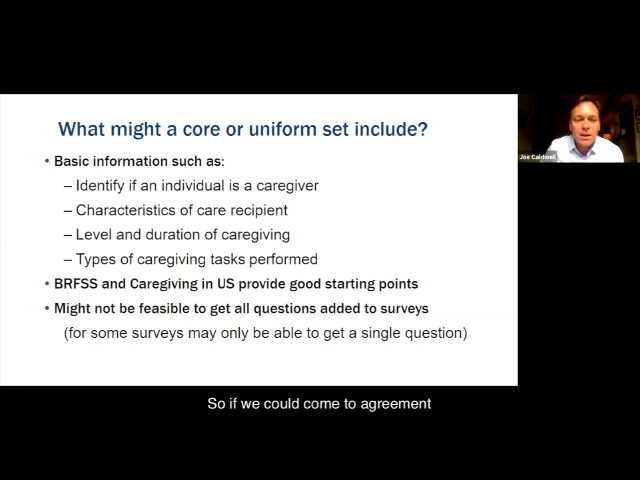 What might a core or uniform set include?
• Basic information such as:
– Identify if an individual is a caregiver
– Characteristics of care recipient
– Level and duration of caregiving
– Types of caregiving tasks performed
• BRFSS and Caregiving in US provide good starting points
• Might not be feasible to get all questions added to surveys
(for some surveys may only be able to get a single question)
Joe Caldwell
So if we could come to agreement